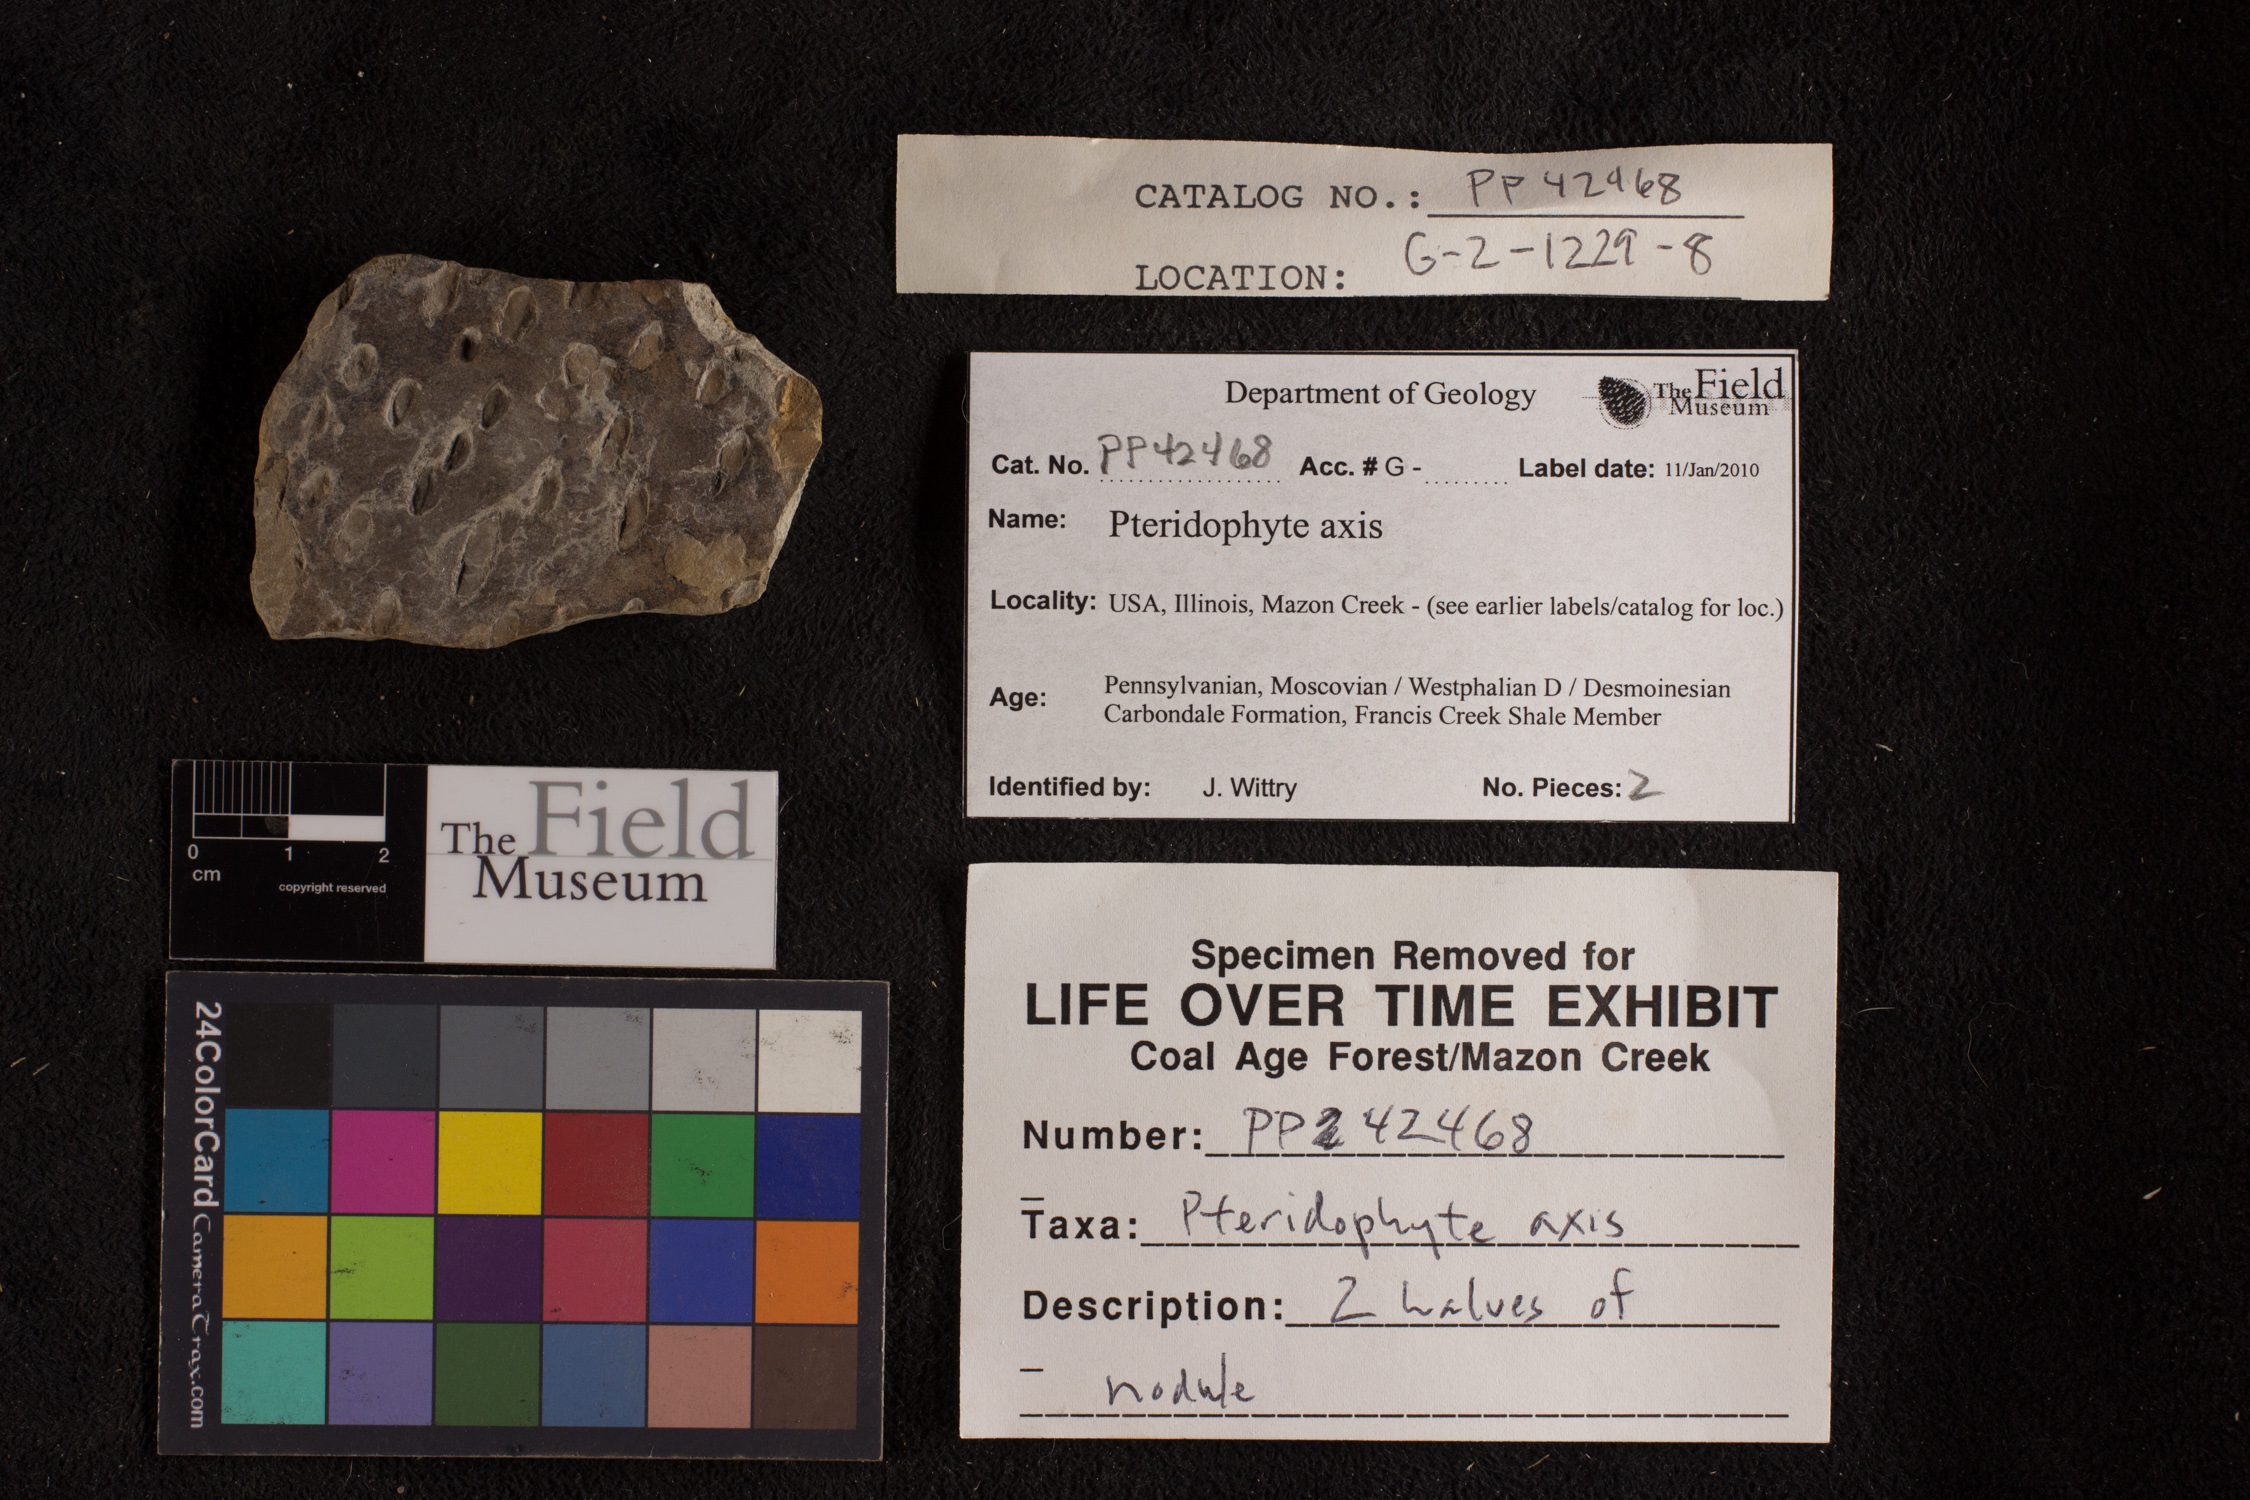 CATALOG NO.: PP 42468
LOCATION: G-2-1229-8
Department of Geology
The Field Museum
Cat. No. PP42468 Acc. # G - Label date: 11/Jan/2010
Name: Pteridophyte axis
Locality: USA, Illinois, Mazon Creek - (see earlier labels/catalog for loc.)
Age: Pennsylvanian, Moscovian / Westphalian D / Desmoinesian
Carbondale Formation, Francis Creek Shale Member
Identified by: J. Wittry No. Pieces: 2
0 1 2
cm
copyright reserved
The Field
Museum
Specimen Removed for
LIFE OVER TIME EXHIBIT
Coal Age Forest/Mazon Creek
Number: PP 42468
Taxa: Pteridophyte axis
Description: 2 halves of
nodule
24ColorCard CameraTrax.com